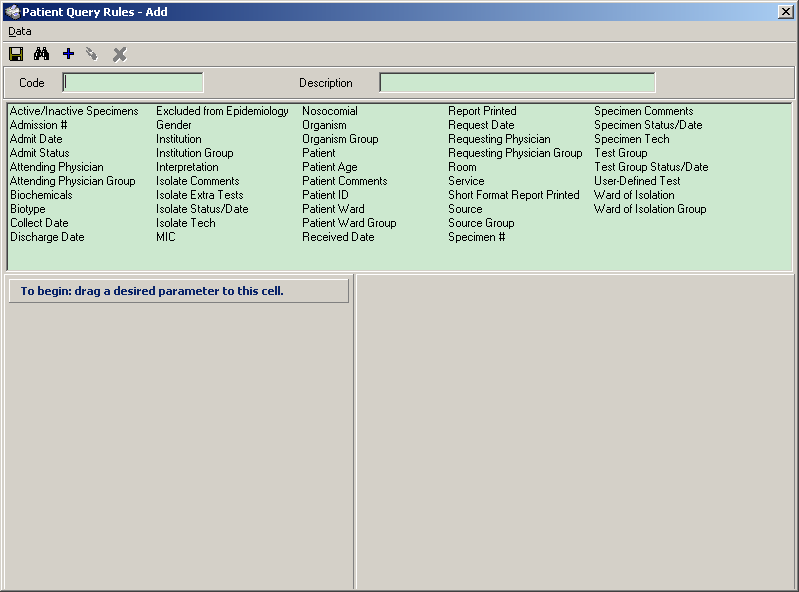 Patient Query Rules - Add
Data
Code
Description
Active/Inactive Specimens
Admission #
Admit Date
Admit Status
Attending Physician
Attending Physician Group
Biochemicals
Biotype
Collect Date
Discharge Date
Excluded from Epidemiology
Gender
Institution
Institution Group
Interpretation
Isolate Comments
Isolate Extra Tests
Isolate Status/Date
Isolate Tech
MIC
Nosocomial
Organism
Organism Group
Patient
Patient Age
Patient Comments
Patient ID
Patient Ward
Patient Ward Group
Received Date
Report Printed
Request Date
Requesting Physician
Requesting Physician Group
Room
Service
Short Format Report Printed
Source
Source Group
Specimen #
Specimen Comments
Specimen Status/Date
Specimen Tech
Test Group
Test Group Status/Date
User-Defined Test
Ward of Isolation
Ward of Isolation Group
To begin: drag a desired parameter to this cell.